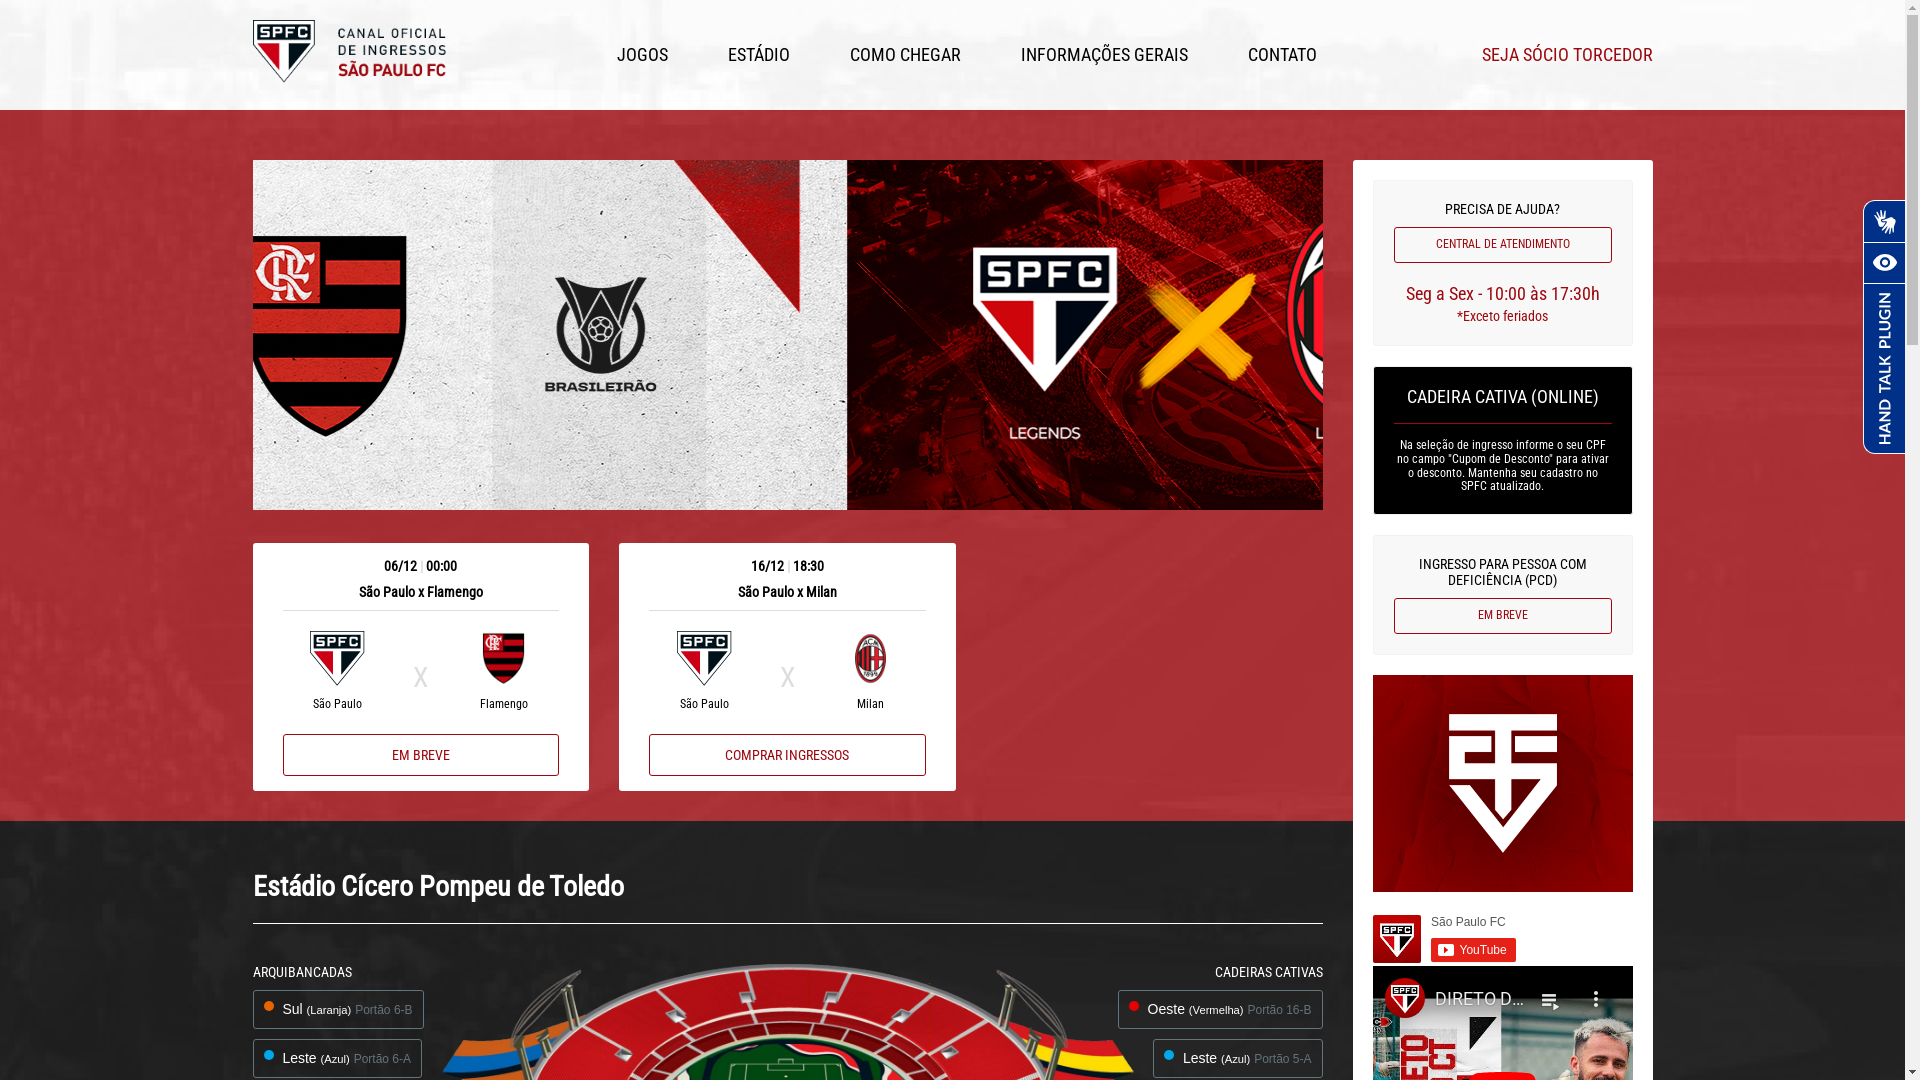 SPFC
CANAL OFICIAL
DE INGRESSOS
SÃO PAULO FC
JOGOS
ESTÁDIO
COMO CHEGAR
INFORMAÇÕES GERAIS
CONTATO
SEJA SÓCIO TORCEDOR
BRASILEIRÃO
SPFC
LEGENDS
06/12 | 00:00
São Paulo x Flamengo
SPFC
X
São Paulo
Flamengo
EM BREVE
16/12 | 18:30
São Paulo x Milan
SPFC
X
São Paulo
Milan
COMPRAR INGRESSOS
PRECISA DE AJUDA?
CENTRAL DE ATENDIMENTO
Seg a Sex - 10:00 às 17:30h
*Exceto feriados
CADEIRA CATIVA (ONLINE)
Na seleção de ingresso informe o seu CPF
no campo "Cupom de Desconto" para ativar
o desconto. Mantenha seu cadastro no
SPFC atualizado.
INGRESSO PARA PESSOA COM
DEFICIÊNCIA (PCD)
EM BREVE
HAND TALK PLUGIN
SPFC
São Paulo FC
YouTube
SPFC
DIRETO D...
Estádio Cícero Pompeu de Toledo
ARQUIBANCADAS
Sul (Laranja) Portão 6-B
Leste (Azul) Portão 6-A
CADEIRAS CATIVAS
Oeste (Vermelha) Portão 16-B
Leste (Azul) Portão 5-A